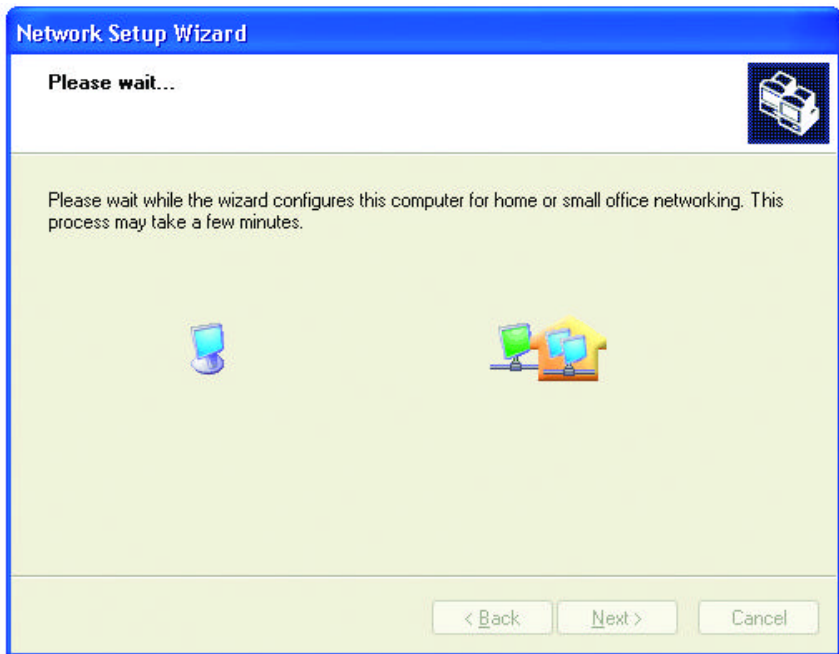 Network Setup Wizard
Please wait...
Please wait while the wizard configures this computer for home or small office networking. This
process may take a few minutes.
< Back
Next >
Cancel